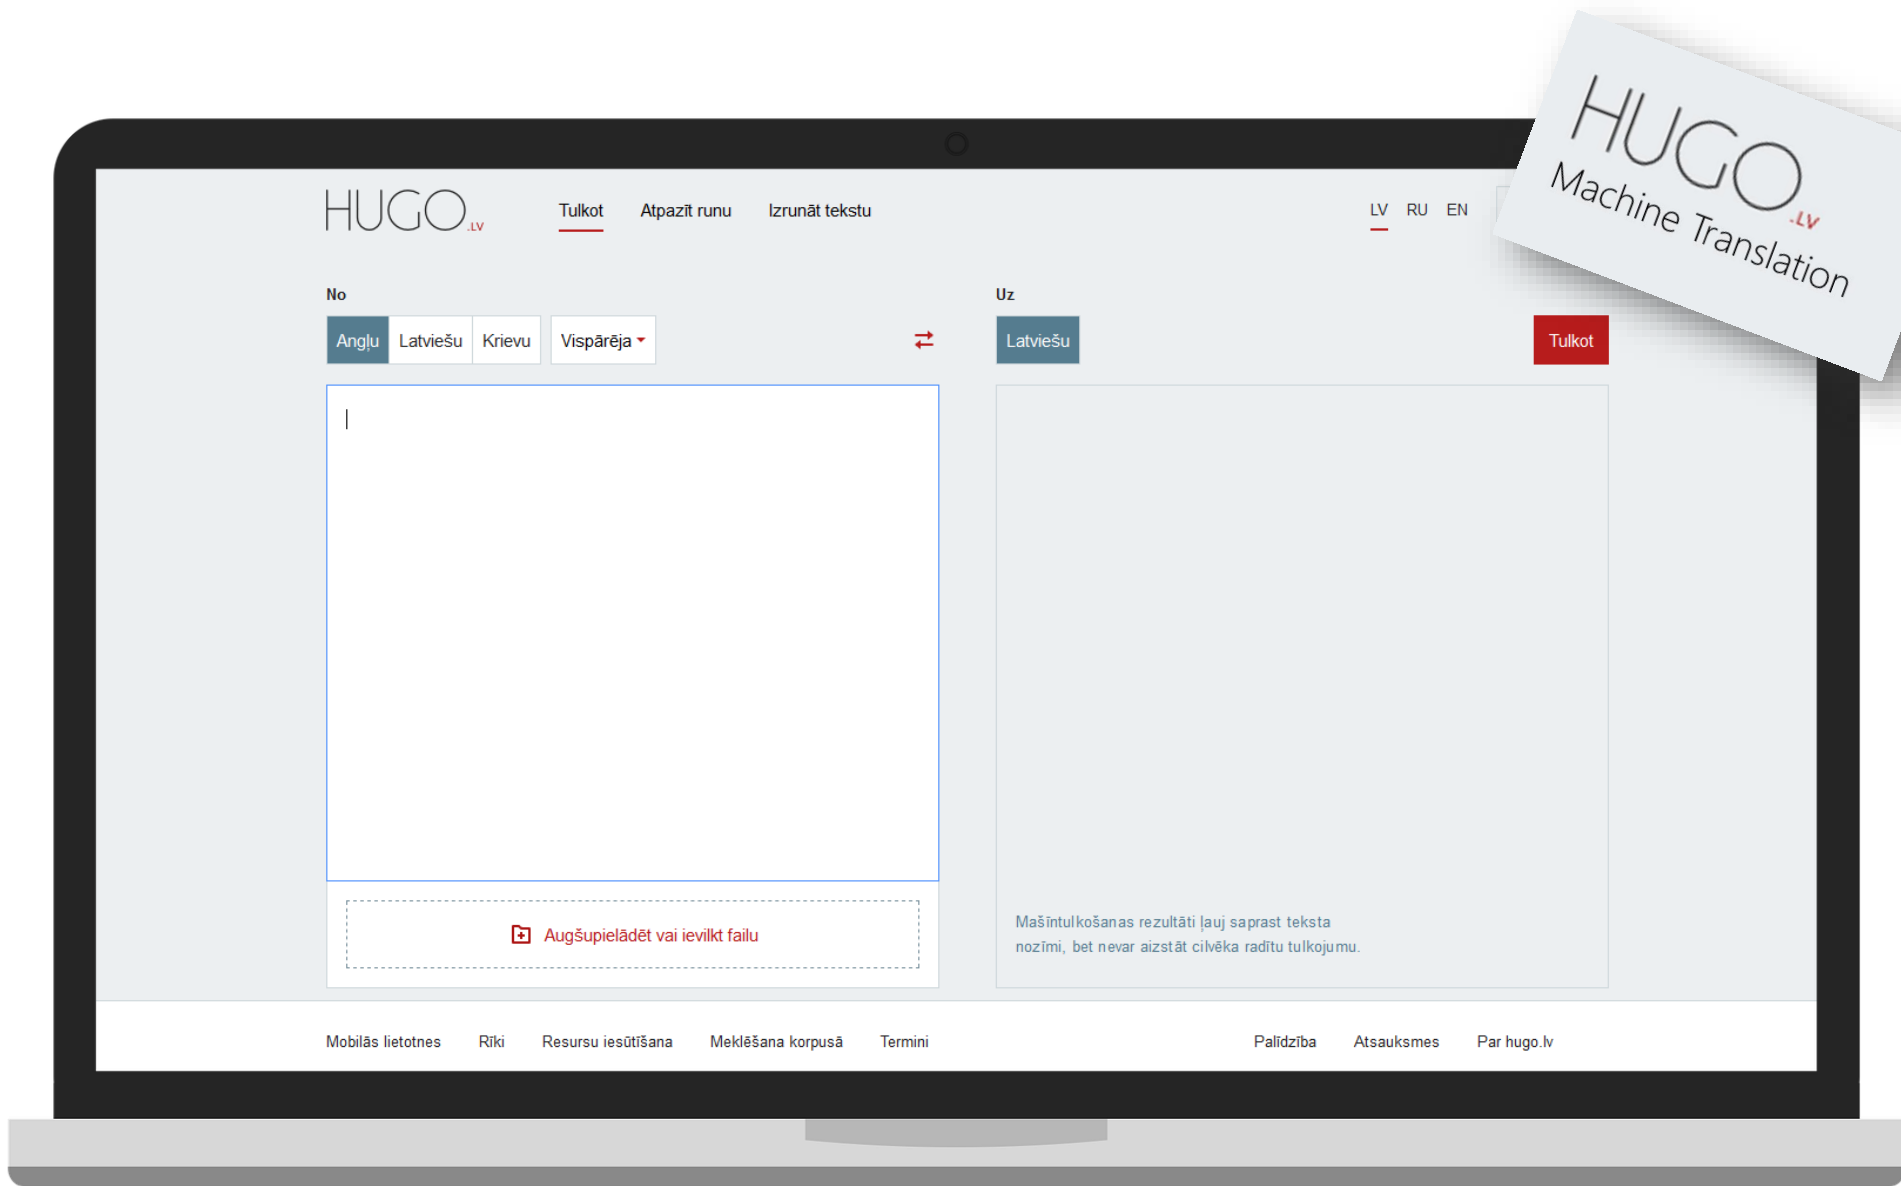 HUGO.LV
Machine Translation
HUGO.LV Tulkot Atpazīt runu Izrunāt tekstu LV RU EN
No Uz
Angļu Latviešu Krievu Vispārēja Latviešu Tulkot
Augšupielādēt vai ievilkt failu
Mašīntulkošanas rezultāti ļauj saprast teksta
nozīmi, bet nevar aizstāt cilvēka radītu tulkojumu.
Mobilās lietotnes Rīki Resursu iesūtīšana Meklēšana korpusā Termini Palīdzība Atsauksmes Par hugo.lv